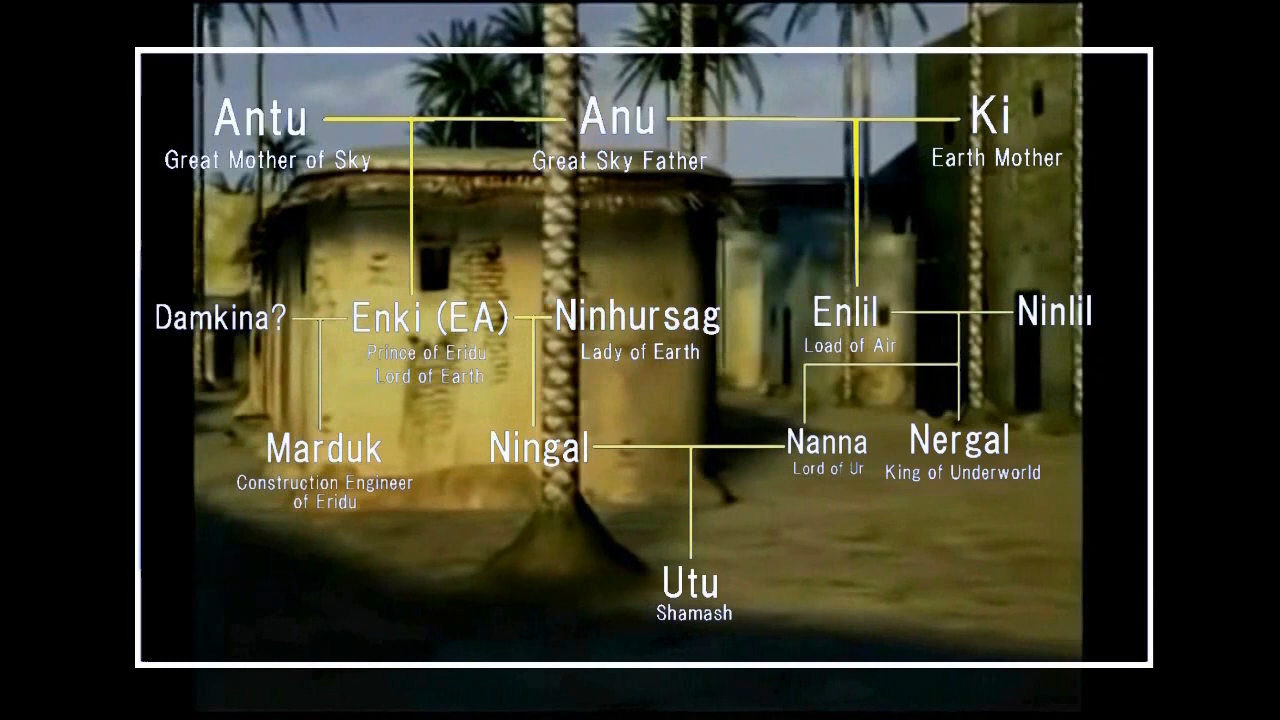 Antu
Anu
Ki
Great Mother of Sky
Great Sky Father
Earth Mother
Damkina?
Enki (EA)
Ninhursag
Enlil
Ninlil
Prince of Eridu
Lord of Earth
Lady of Earth
Load of Air
Marduk
Ningal
Nanna
Nergal
Construction Engineer
of Eridu
Lord of Ur
King of Underworld
Utu
Shamash